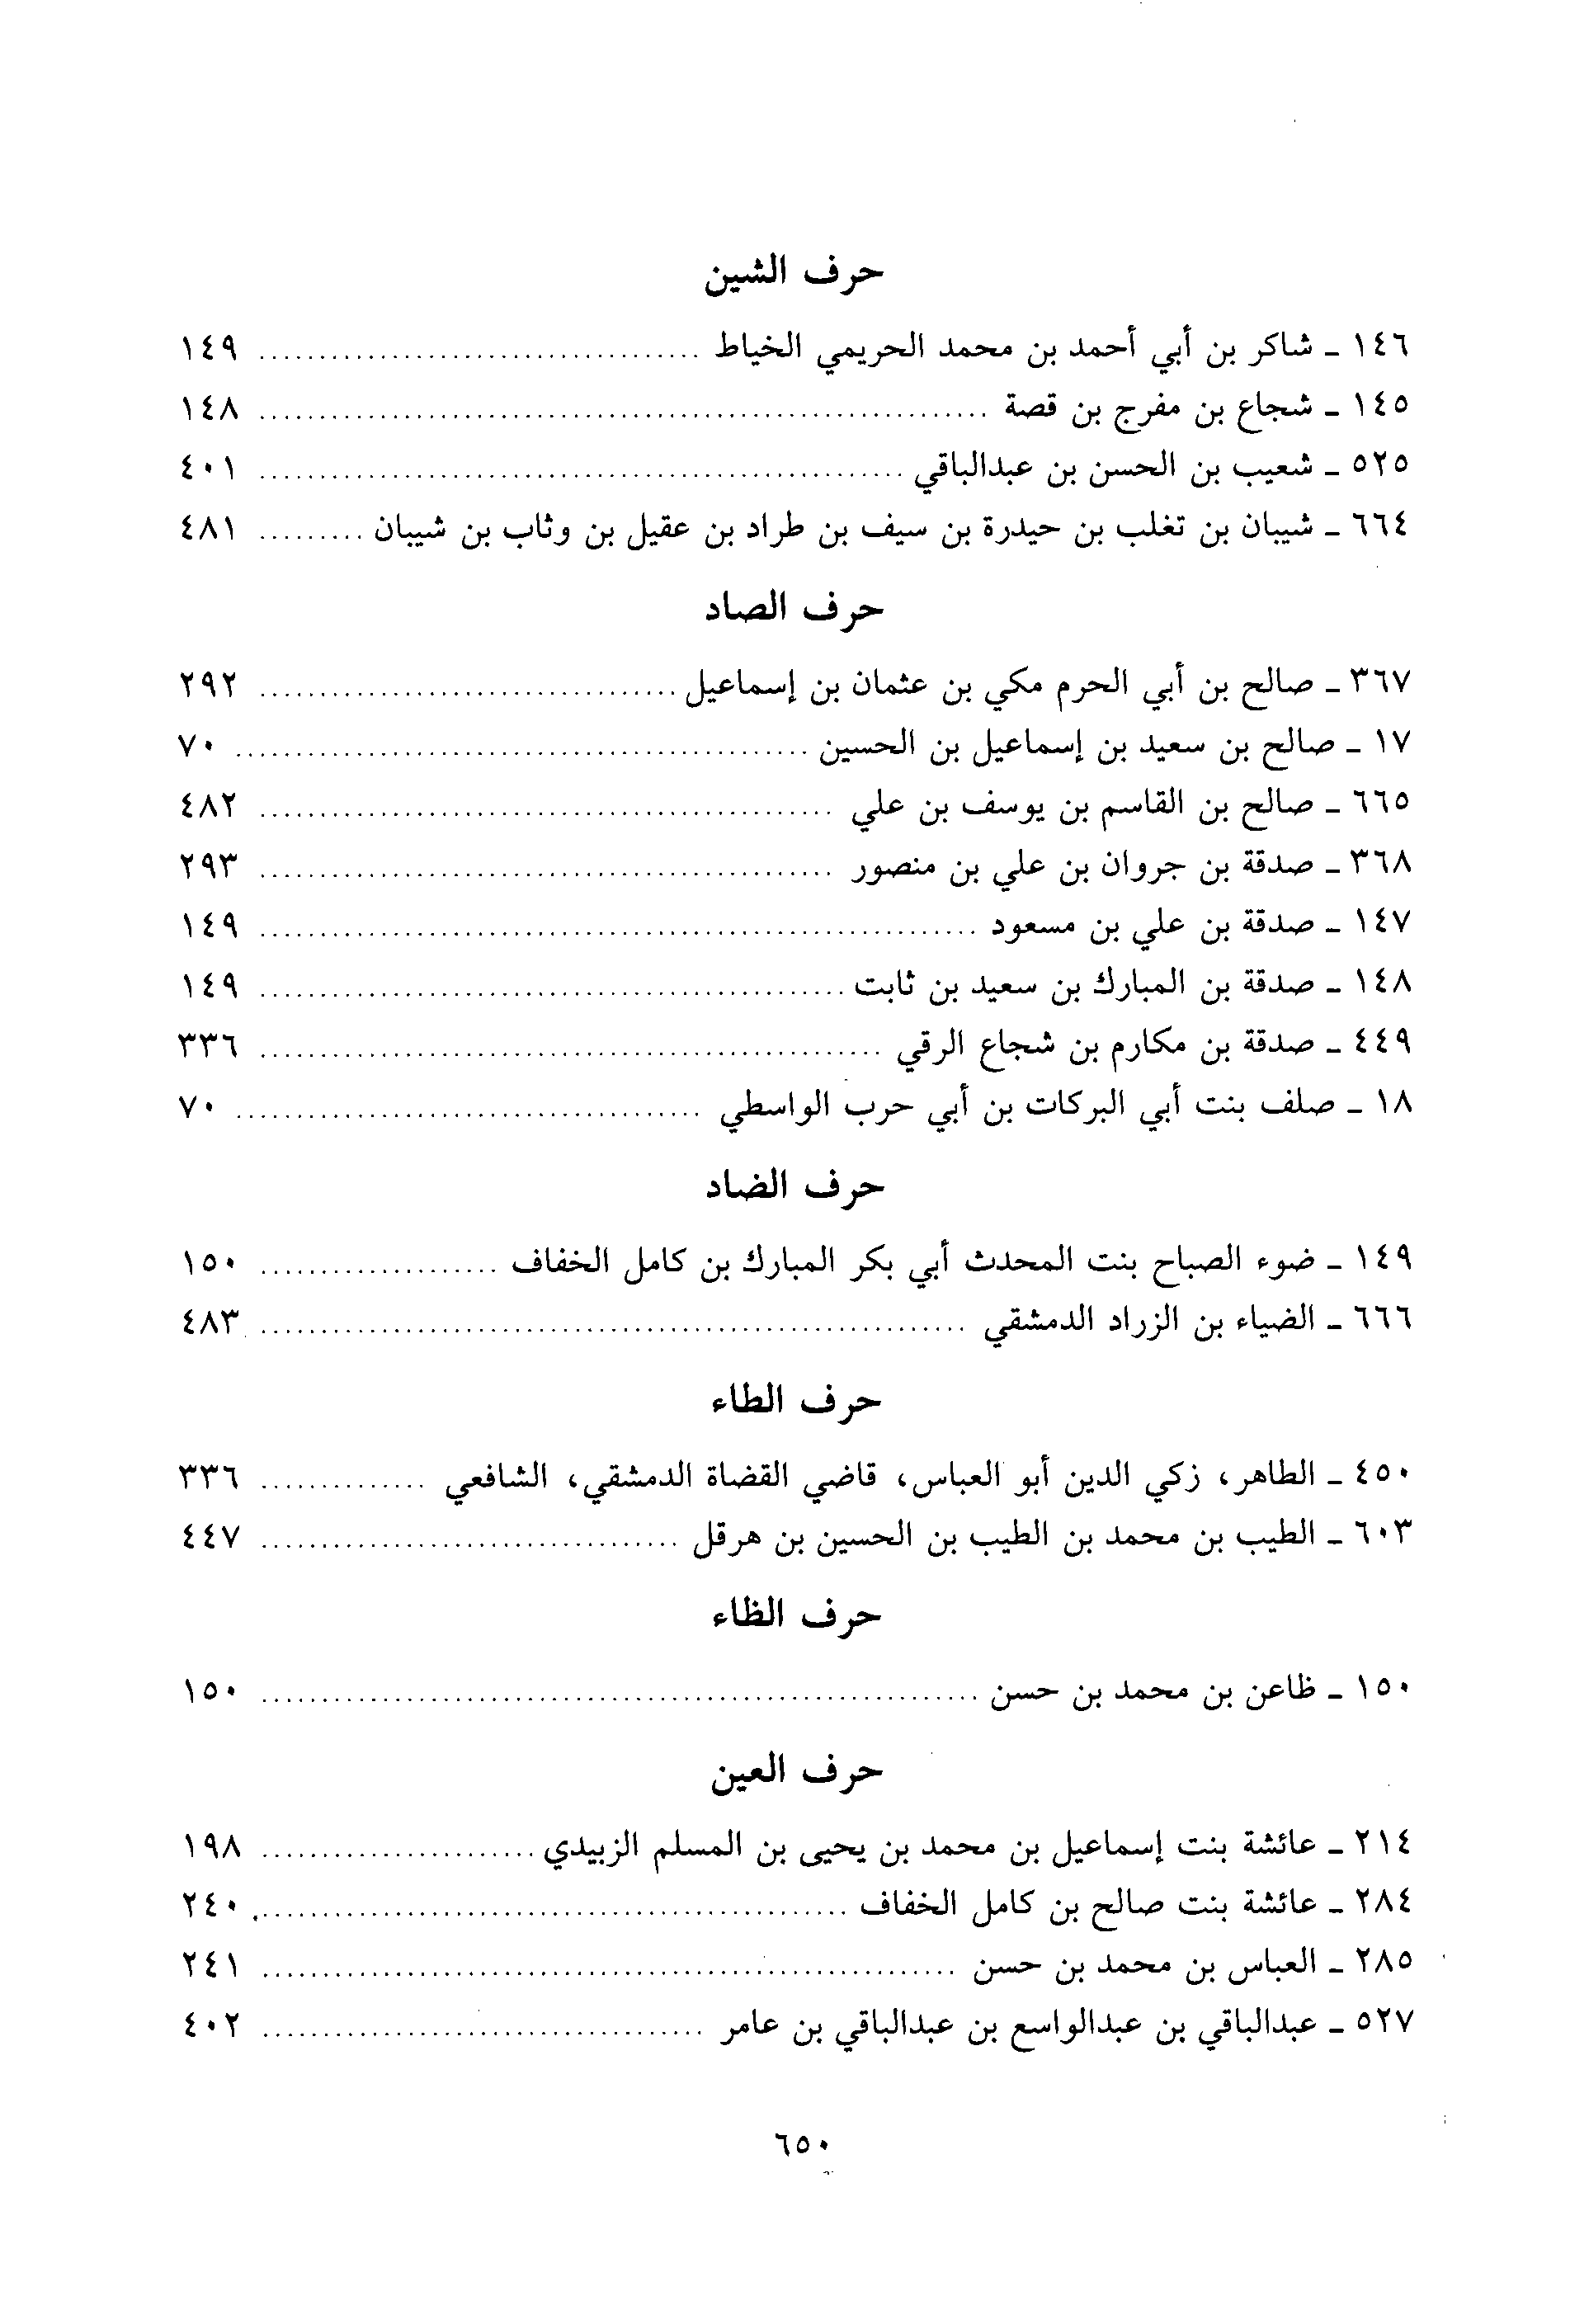 حرف الشين
١٤٦ ـ شاكر بن أبي أحمد بن محمد الحريمي الخياط ........ ١٤٩
١٤٥ ـ شجاع بن مفرج بن قصة ........ ١٤٨
٥٢٥ ـ شعيب بن الحسن بن عبدالباقي ........ ٤٠١
٦٦٤ ـ شيبان بن تغلب بن حيدرة بن سيف بن طراد بن عقيل بن وثاب بن شيبان ........ ٤٨١
حرف الصاد
٣٦٧ ـ صالح بن أبي الحرم مكي بن عثمان بن إسماعيل ........ ٢٩٢
١٧ ـ صالح بن سعيد بن إسماعيل بن الحسين ........ ٧٠
٦٦٥ ـ صالح بن القاسم بن يوسف بن علي ........ ٤٨٢
٣٦٨ ـ صدقة بن جروان بن علي بن منصور ........ ٢٩٣
١٤٧ ـ صدقة بن علي بن مسعود ........ ١٤٩
١٤٨ ـ صدقة بن المبارك بن سعيد بن ثابت ........ ١٤٩
٤٤٩ ـ صدقة بن مكارم بن شجاع الرقي ........ ٣٣٦
١٨ ـ صلف بنت أبي البركات بن أبي حرب الواسطي ........ ٧٠
حرف الضاد
١٤٩ ـ ضوء الصباح بنت المحدث أبي بكر المبارك بن كامل الخفاف ........ ١٥٠
٦٦٦ ـ الضياء بن الزراد الدمشقي ........ ٤٨٣
حرف الطاء
٤٥٠ ـ الطاهر، زكي الدين أبو العباس، قاضي القضاة الدمشقي، الشافعي ........ ٣٣٦
٦٠٣ ـ الطيب بن محمد بن الطيب بن الحسين بن هرقل ........ ٤٤٧
حرف الظاء
١٥٠ ـ ظاعن بن محمد بن حسن ........ ١٥٠
حرف العين
٢١٤ ـ عائشة بنت إسماعيل بن محمد بن يحيى بن المسلم الزبيدي ........ ١٩٨
٢٨٤ ـ عائشة بنت صالح بن كامل الخفاف ........ ٢٤٠
٢٨٥ ـ العباس بن محمد بن حسن ........ ٢٤١
٥٢٧ ـ عبدالباقي بن عبدالواسع بن عبدالباقي بن عامر ........ ٤٠٢
٦٥٠